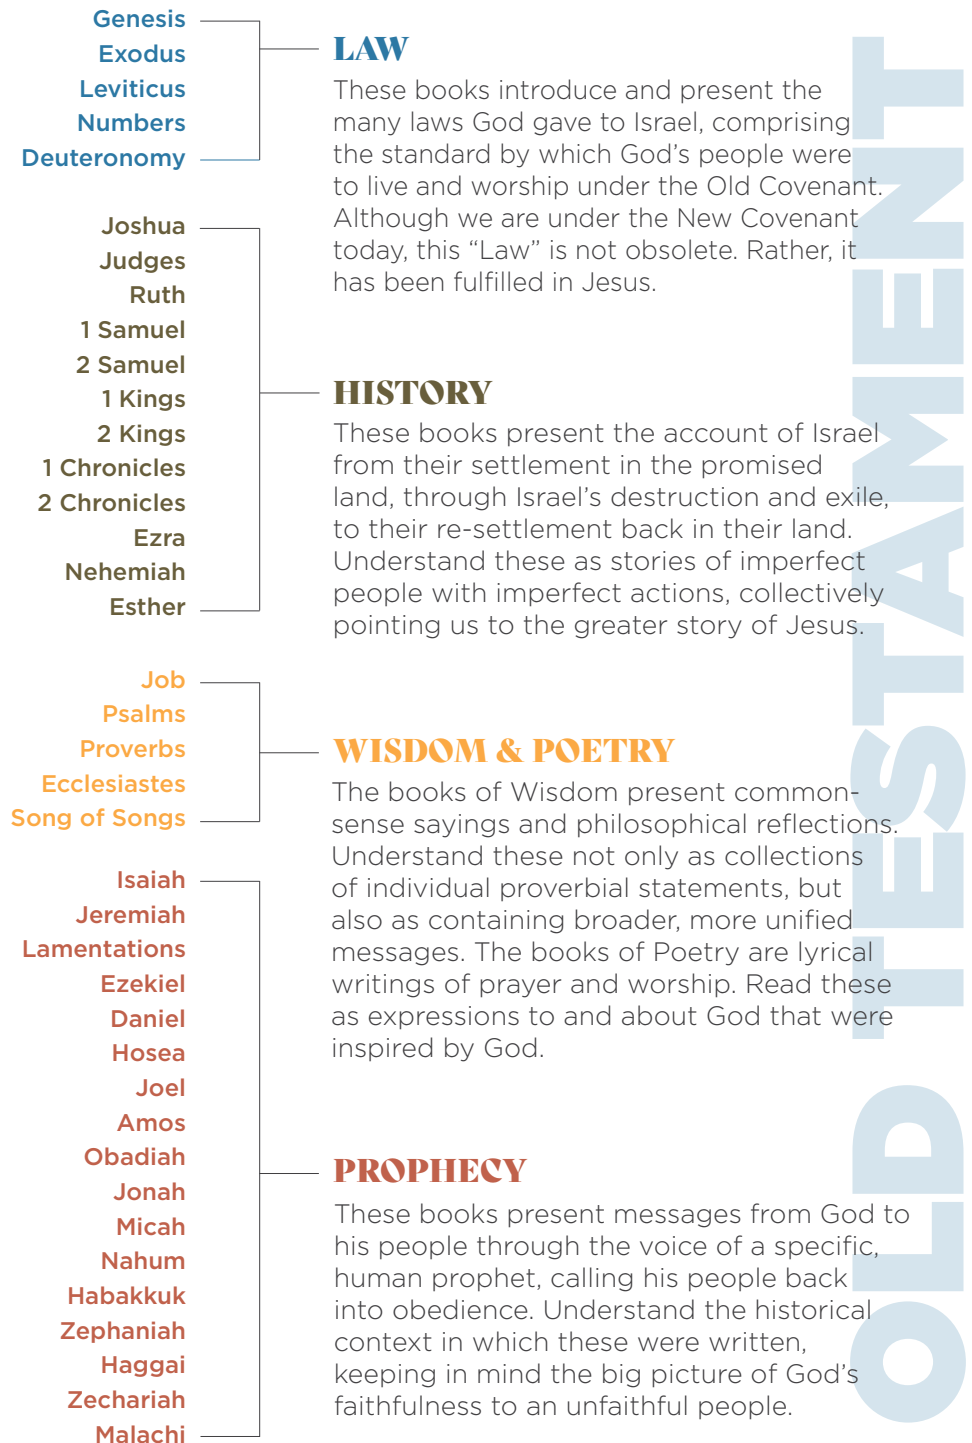 Genesis
Exodus
Leviticus
Numbers
Deuteronomy
LAW
These books introduce and present the
many laws God gave to Israel, comprising
the standard by which God’s people were
to live and worship under the Old Covenant.
Although we are under the New Covenant
today, this “Law” is not obsolete. Rather, it
has been fulfilled in Jesus.
Joshua
Judges
Ruth
1 Samuel
2 Samuel
1 Kings
2 Kings
1 Chronicles
2 Chronicles
Ezra
Nehemiah
Esther
HISTORY
These books present the account of Israel
from their settlement in the promised
land, through Israel’s destruction and exile,
to their re-settlement back in their land.
Understand these as stories of imperfect
people with imperfect actions, collectively
pointing us to the greater story of Jesus.
Job
Psalms
Proverbs
Ecclesiastes
Song of Songs
WISDOM & POETRY
The books of Wisdom present common-
sense sayings and philosophical reflections.
Understand these not only as collections
of individual proverbial statements, but
also as containing broader, more unified
messages. The books of Poetry are lyrical
writings of prayer and worship. Read these
as expressions to and about God that were
inspired by God.
Isaiah
Jeremiah
Lamentations
Ezekiel
Daniel
Hosea
Joel
Amos
Obadiah
Jonah
Micah
Nahum
Habakkuk
Zephaniah
Haggai
Zechariah
Malachi
PROPHECY
These books present messages from God to
his people through the voice of a specific,
human prophet, calling his people back
into obedience. Understand the historical
context in which these were written,
keeping in mind the big picture of God’s
faithfulness to an unfaithful people.
OLD TESTAMENT